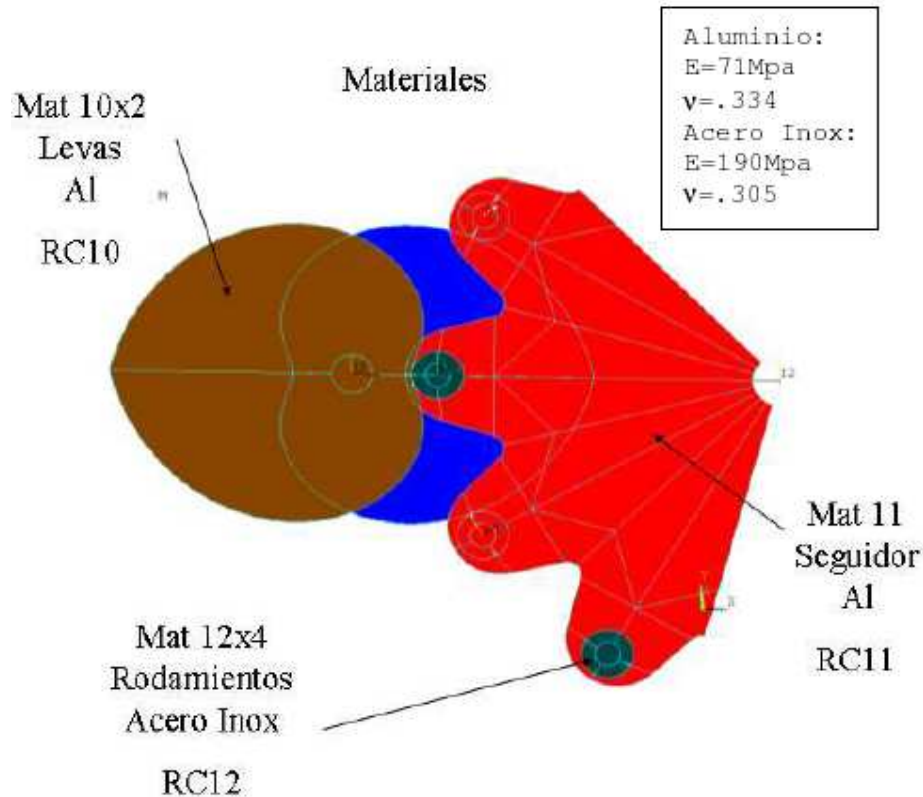 Materiales
Aluminio:
E=71Mpa
ν=.334
Acero Inox:
E=190Mpa
ν=.305
Mat 10x2
Levas
Al
RC10
12
Mat 11
Seguidor
Al
RC11
Mat 12x4
Rodamientos
Acero Inox
RC12